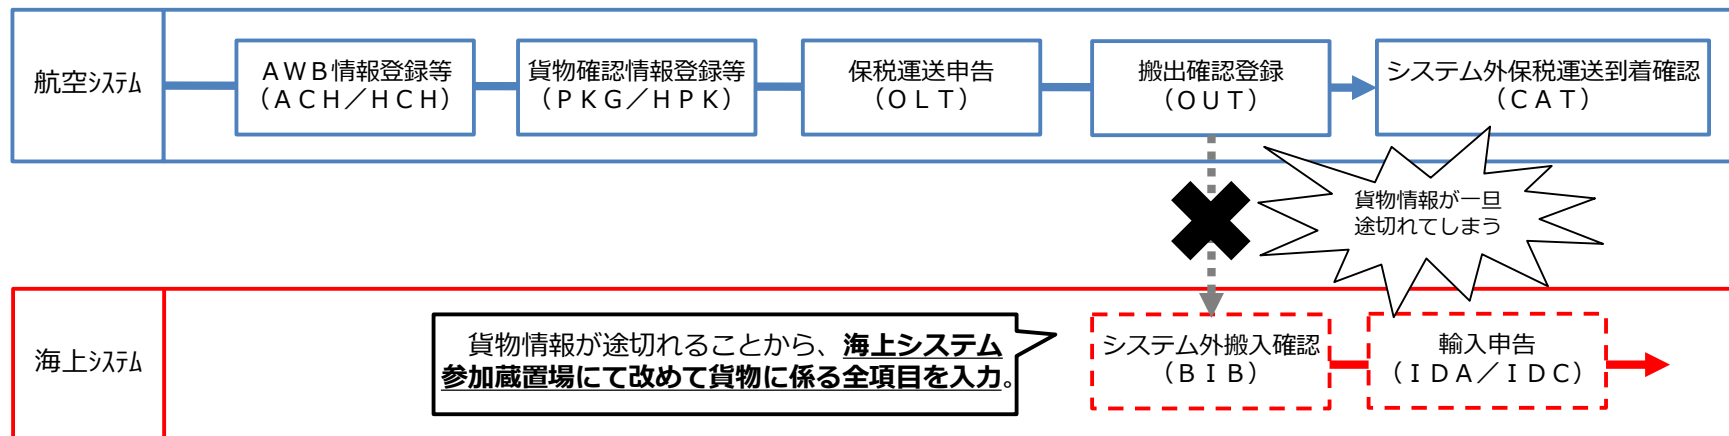 航空ｼｽﾃﾑ
ＡＷＢ情報登録等
（ＡＣＨ／ＨＣＨ）
貨物確認情報登録等
（ＰＫＧ／ＨＰＫ）
保税運送申告
（ＯＬＴ）
搬出確認登録
（ＯＵＴ）
システム外保税運送到着確認
（ＣＡＴ）
貨物情報が一旦
途切れてしまう
海上ｼｽﾃﾑ
貨物情報が途切れることから、海上システム
参加蔵置場にて改めて貨物に係る全項目を入力。
システム外搬入確認
（ＢＩＢ）
輸入申告
（ＩＤＡ／ＩＤＣ）